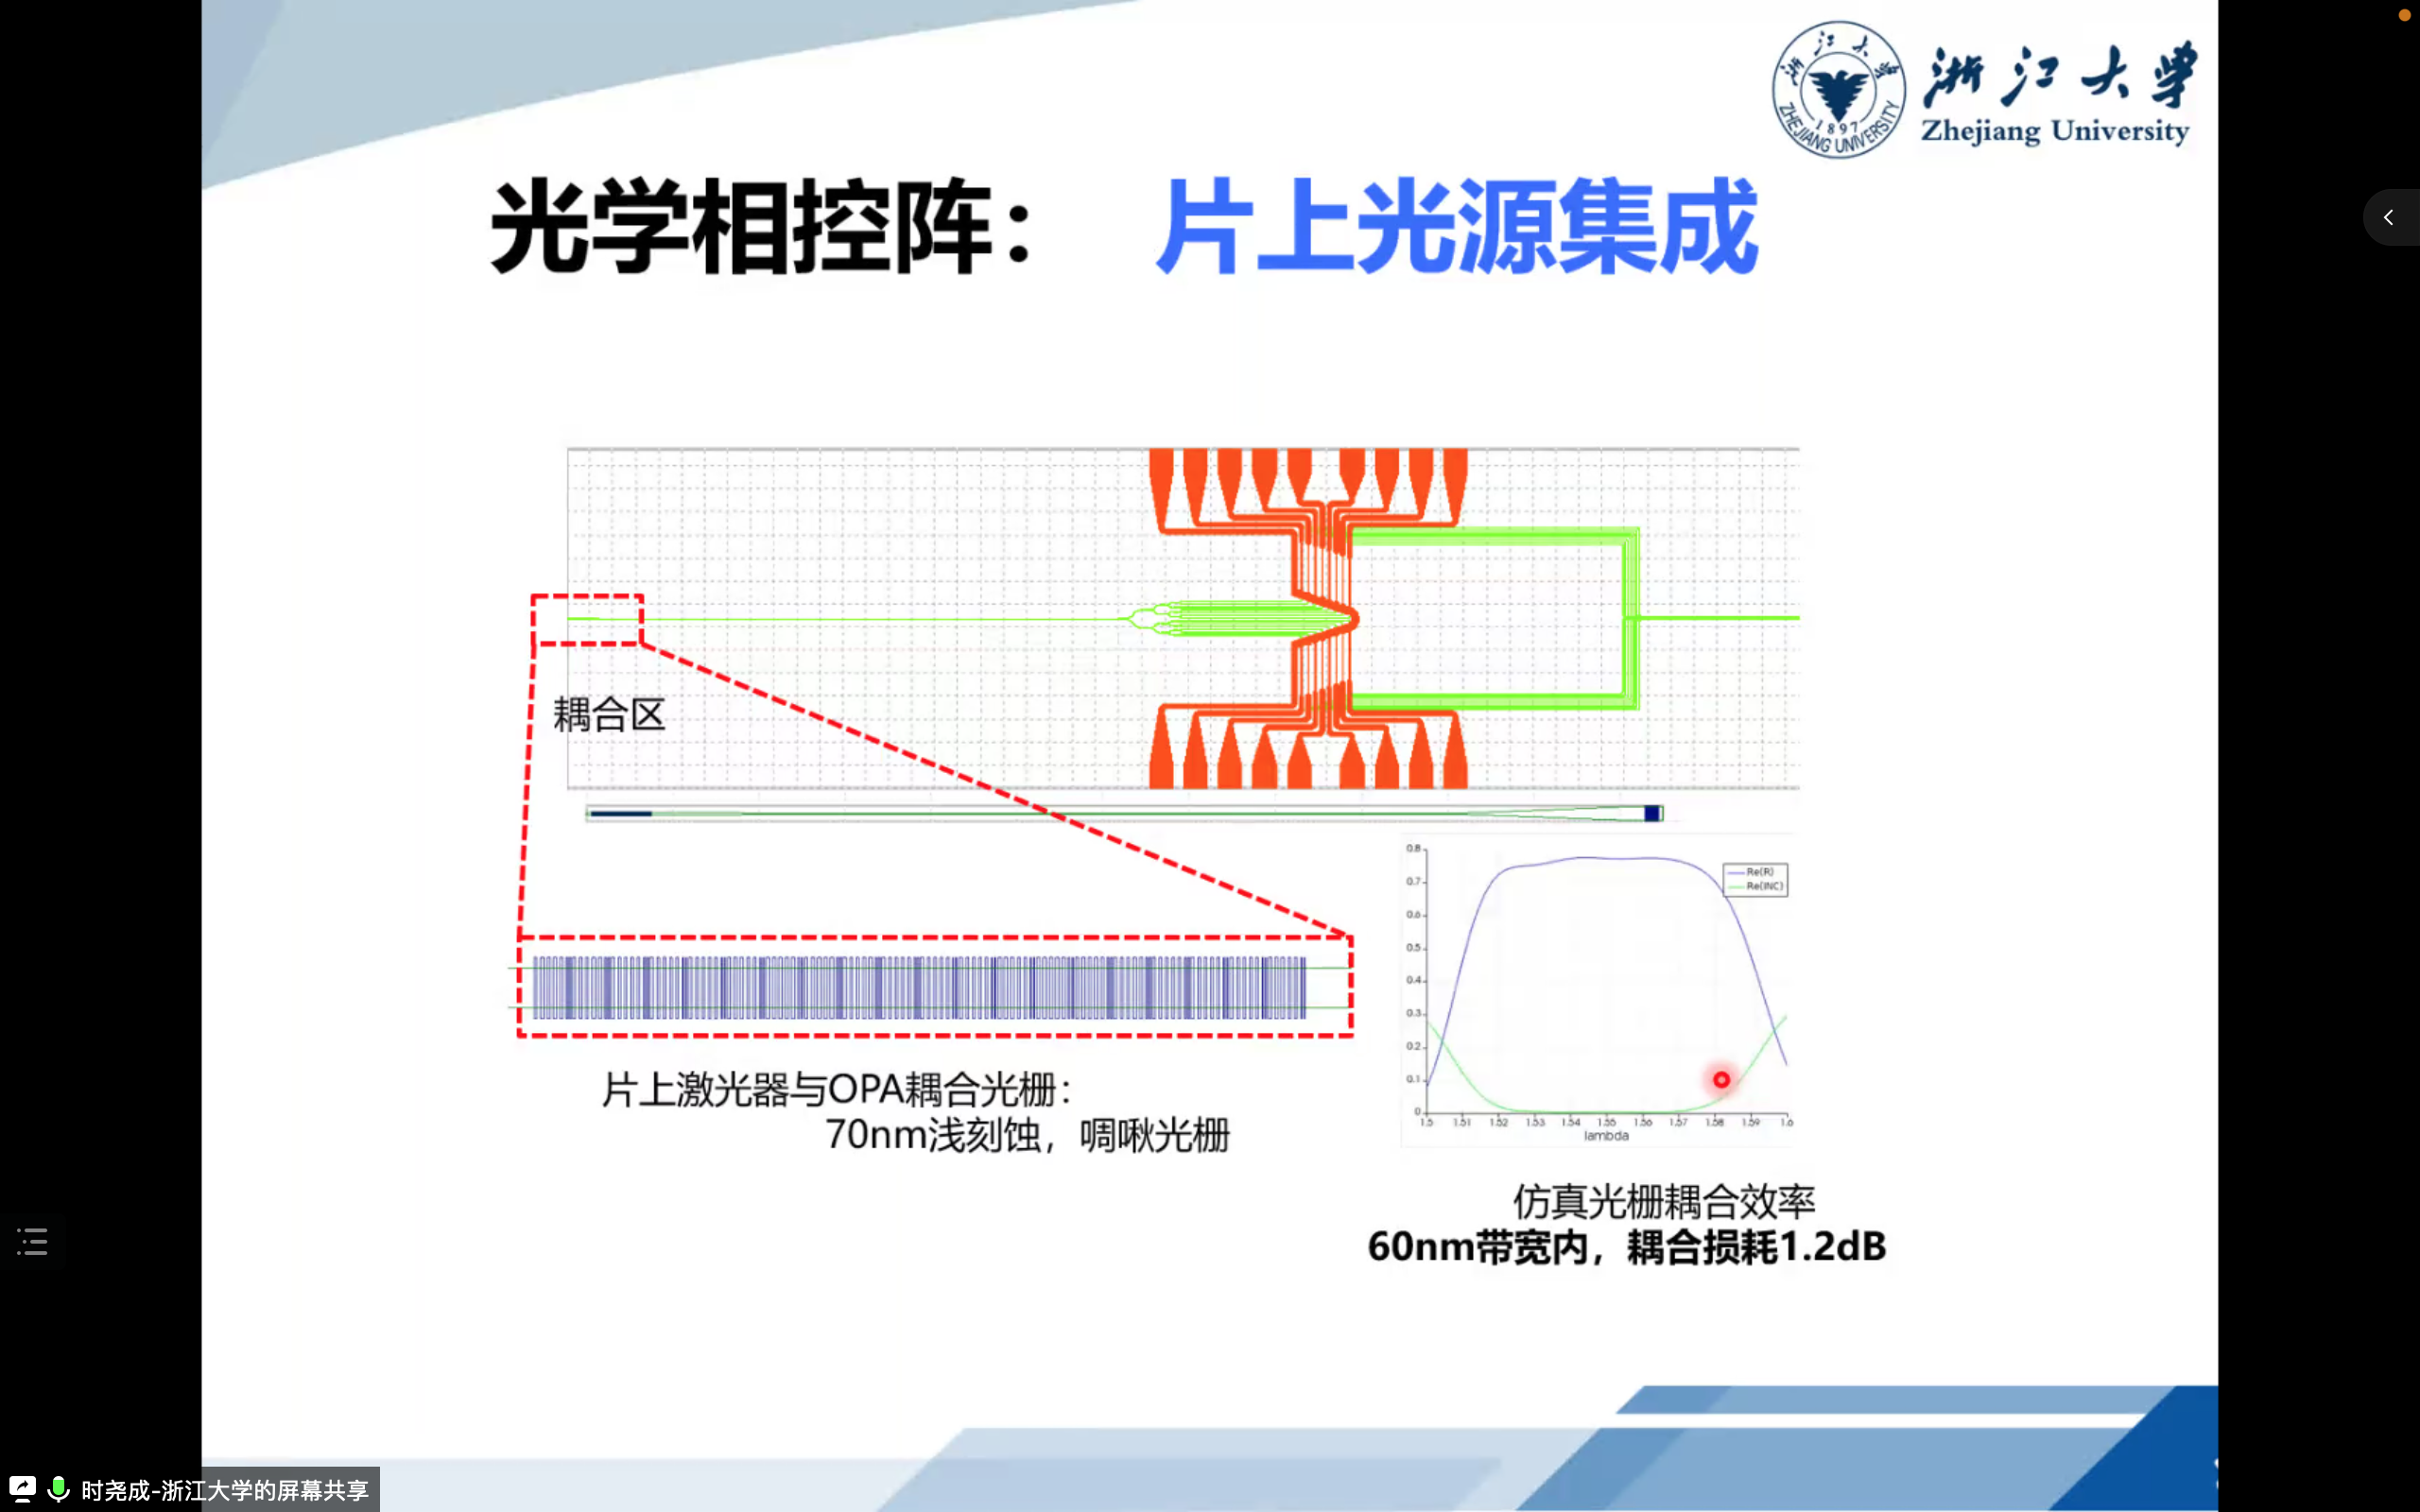 浙江大学
ZHEJIANG UNIVERSITY
1897
浙江大学
Zhejiang University
光学相控阵： 片上光源集成
耦合区
片上激光器与OPA耦合光栅：
70nm浅刻蚀，啁啾光栅
0.8
0.7
0.6
0.5
0.4
0.3
0.2
0.1
0
Re(R)
Re(INC)
1.5 1.51 1.52 1.53 1.54 1.55 1.56 1.57 1.58 1.59 1.6
lambda
仿真光栅耦合效率
60nm带宽内，耦合损耗1.2dB
时尧成-浙江大学的屏幕共享